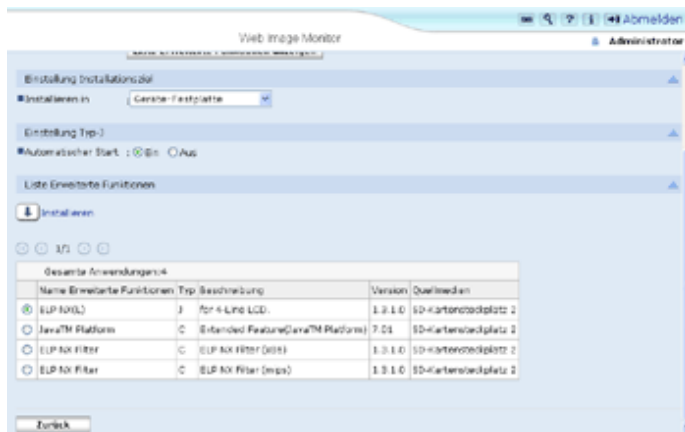 Abmelden
Web Image Monitor
Administrator
Liste Erweiterte Funktionen anzeigen
Einstellung Installationsziel
Installieren in : Geräte-Festplatte
Einstellung Typ-J
Automatischer Start : Ein Aus
Liste Erweiterte Funktionen
Installieren
1/1
Gesamte Anwendungen:4
Name Erweiterte Funktionen Typ Beschreibung Version Quellmedien
ELP NX(L) J for 4-Line LCD. 1.3.1.0 SD-Kartensteckplatz 2
JavaTM Platform C Extended Feature(JavaTM Platform) 7.01 SD-Kartensteckplatz 2
ELP NX Filter C ELP NX Filter (x86) 1.3.1.0 SD-Kartensteckplatz 2
ELP NX Filter C ELP NX Filter (mips) 1.3.1.0 SD-Kartensteckplatz 2
Zurück